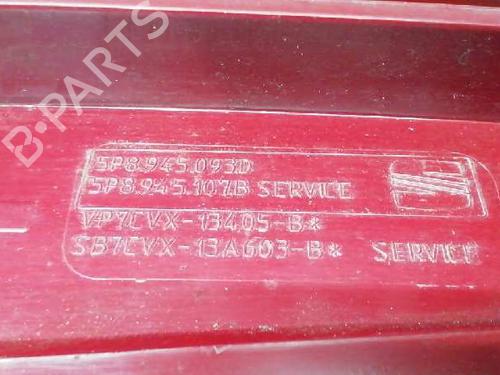 B-PARTS
5P8.945.093D
5P8.945.107B SERVICE
VP7CVX-13405-B*
SB7CVX-13A603-B* SERVICE